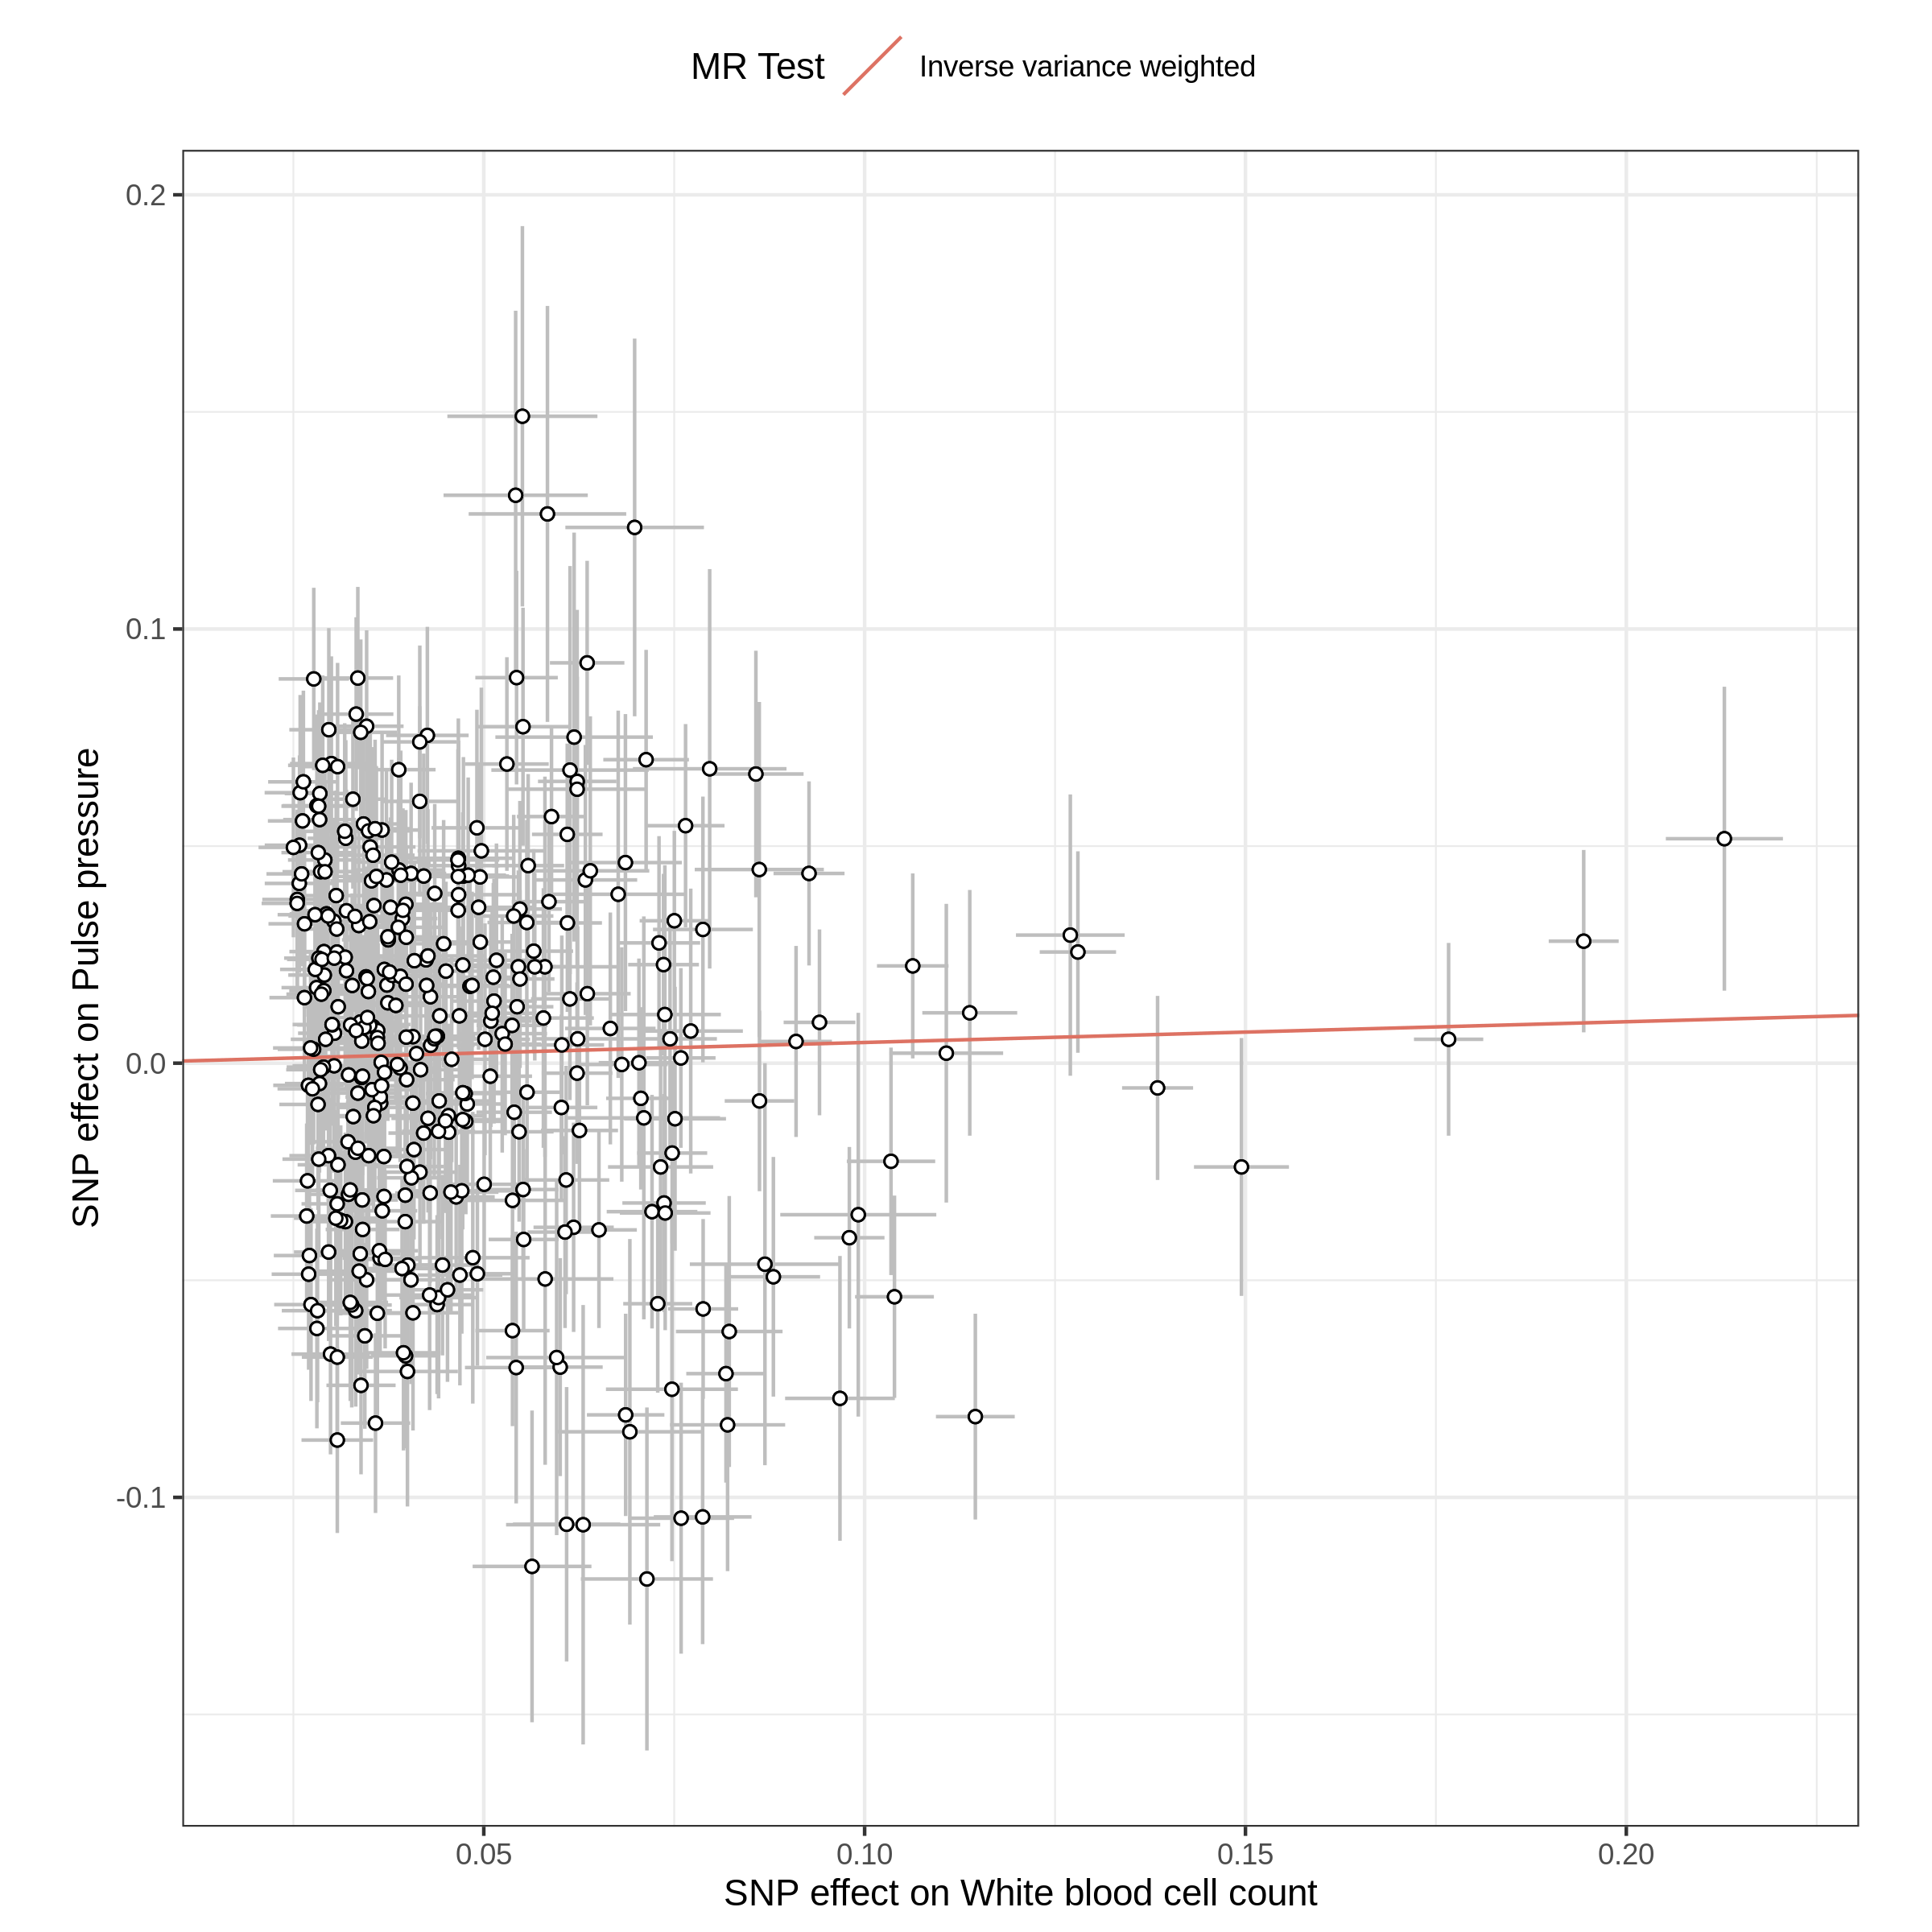 MR Test Inverse variance weighted
0.2
0.1
0.0
-0.1
SNP effect on Pulse pressure
0.05 0.10 0.15 0.20
SNP effect on White blood cell count